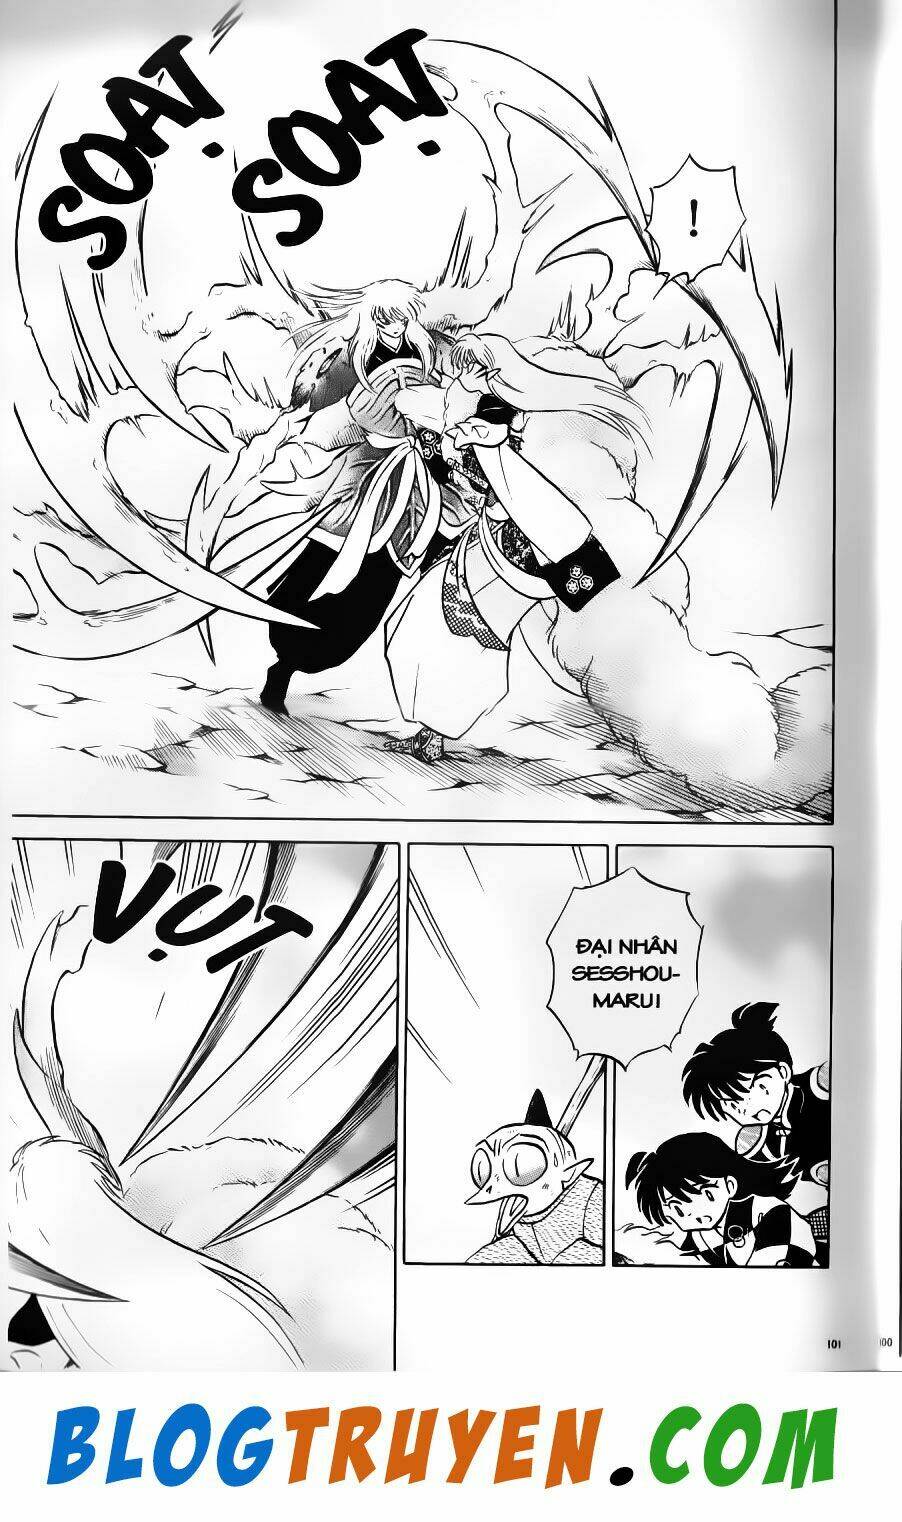 SOẠT
SOẠT
!
VỤT
ĐẠI NHÂN
SESSHOU-
MARU!
101
100
BLOGTRUYEN.COM